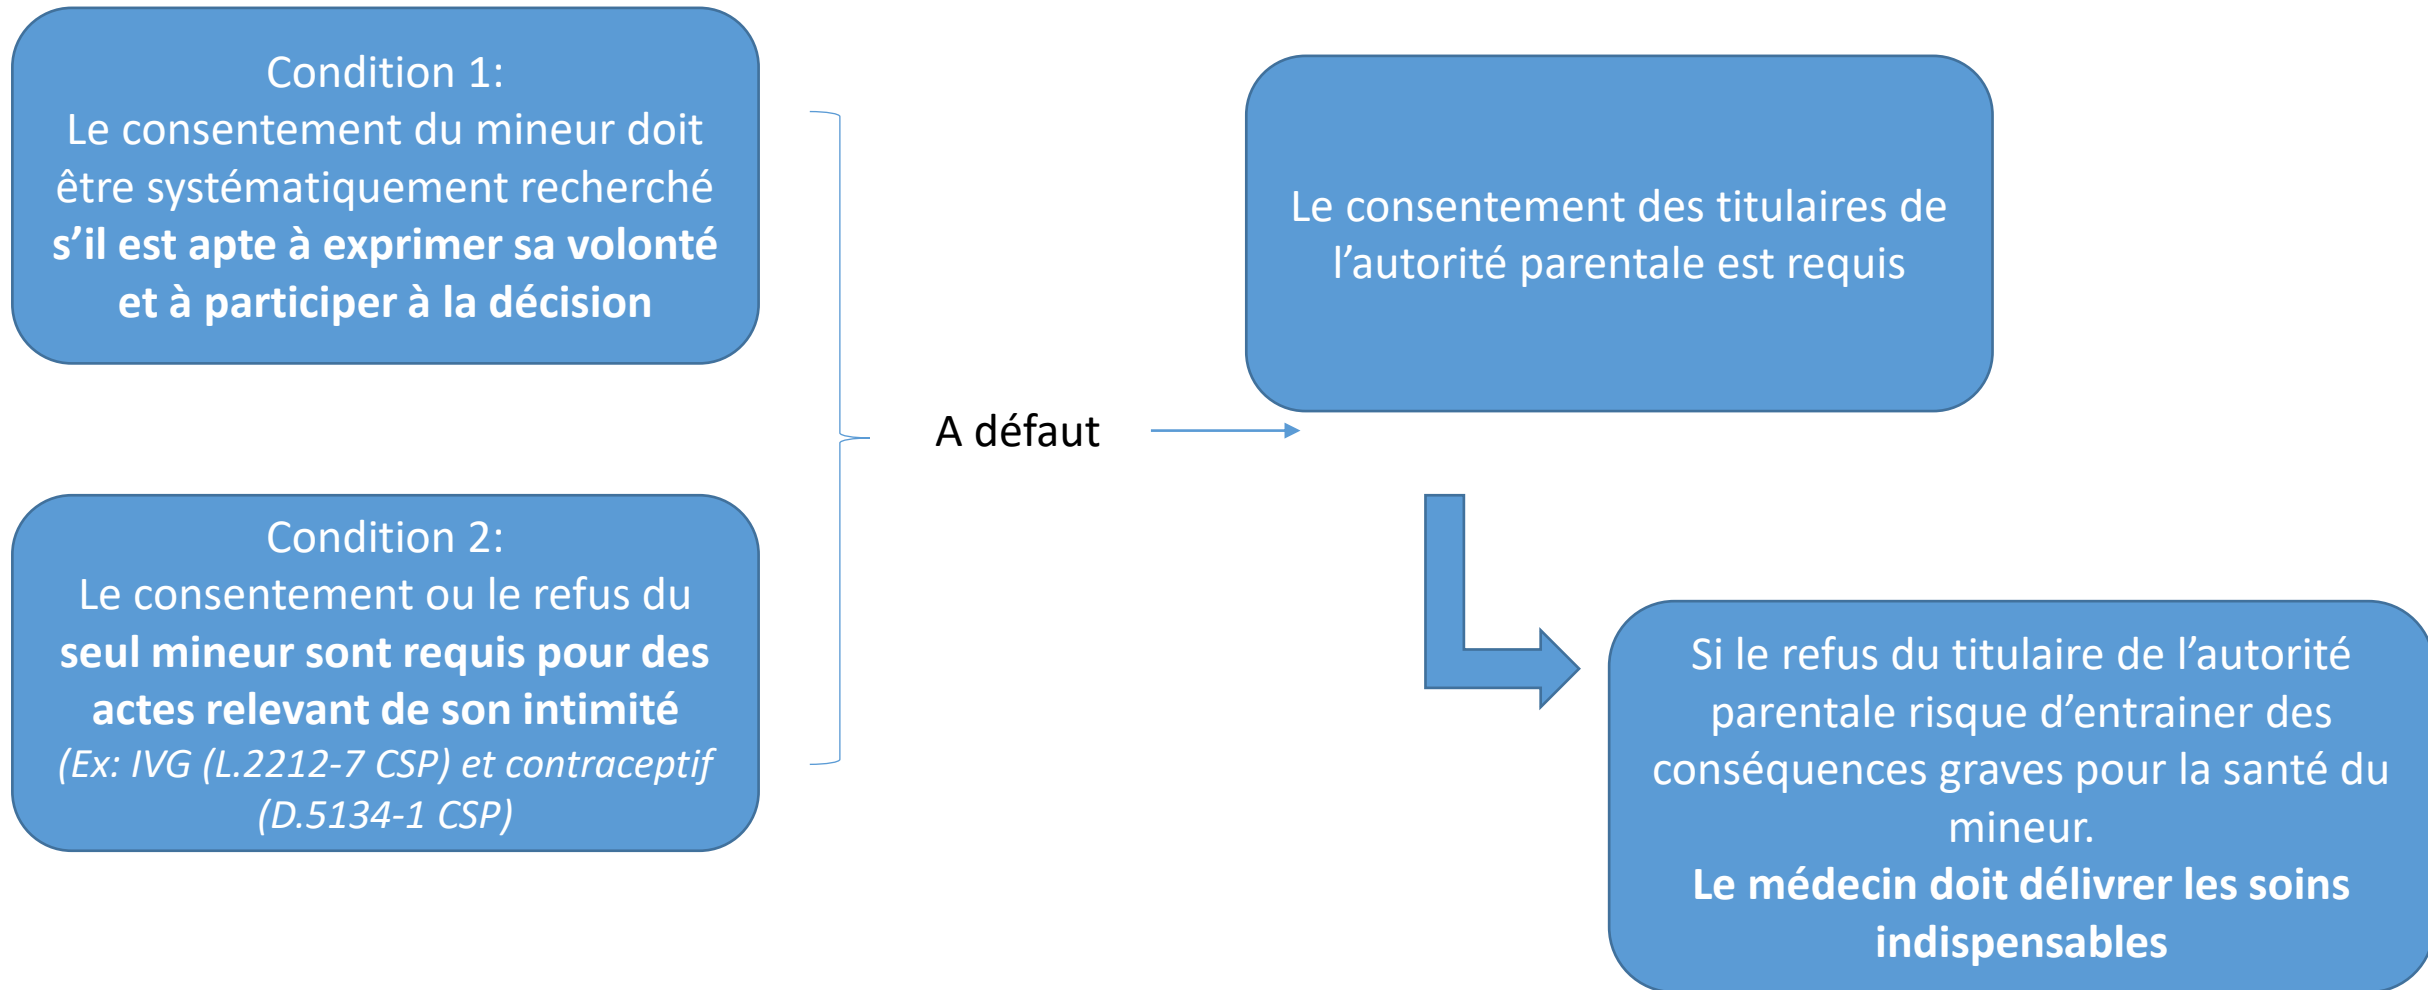 Condition 1:
Le consentement du mineur doit
être systématiquement recherché
s’il est apte à exprimer sa volonté
et à participer à la décision
Condition 2:
Le consentement ou le refus du
seul mineur sont requis pour des
actes relevant de son intimité
(Ex: IVG (L.2212-7 CSP) et contraceptif
(D.5134-1 CSP)
A défaut
Le consentement des titulaires de
l’autorité parentale est requis
Si le refus du titulaire de l’autorité
parentale risque d’entrainer des
conséquences graves pour la santé du
mineur.
Le médecin doit délivrer les soins
indispensables